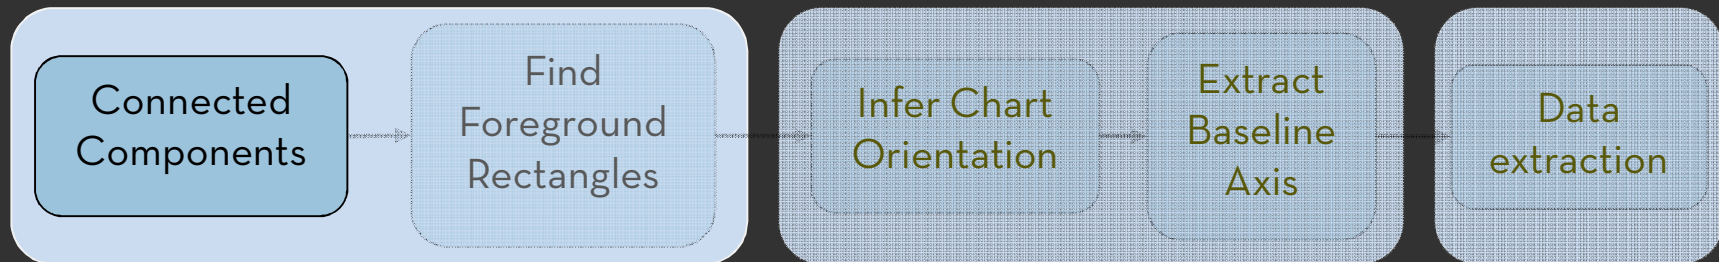 Connected
Components
Find
Foreground
Rectangles
Infer Chart
Orientation
Extract
Baseline
Axis
Data
extraction